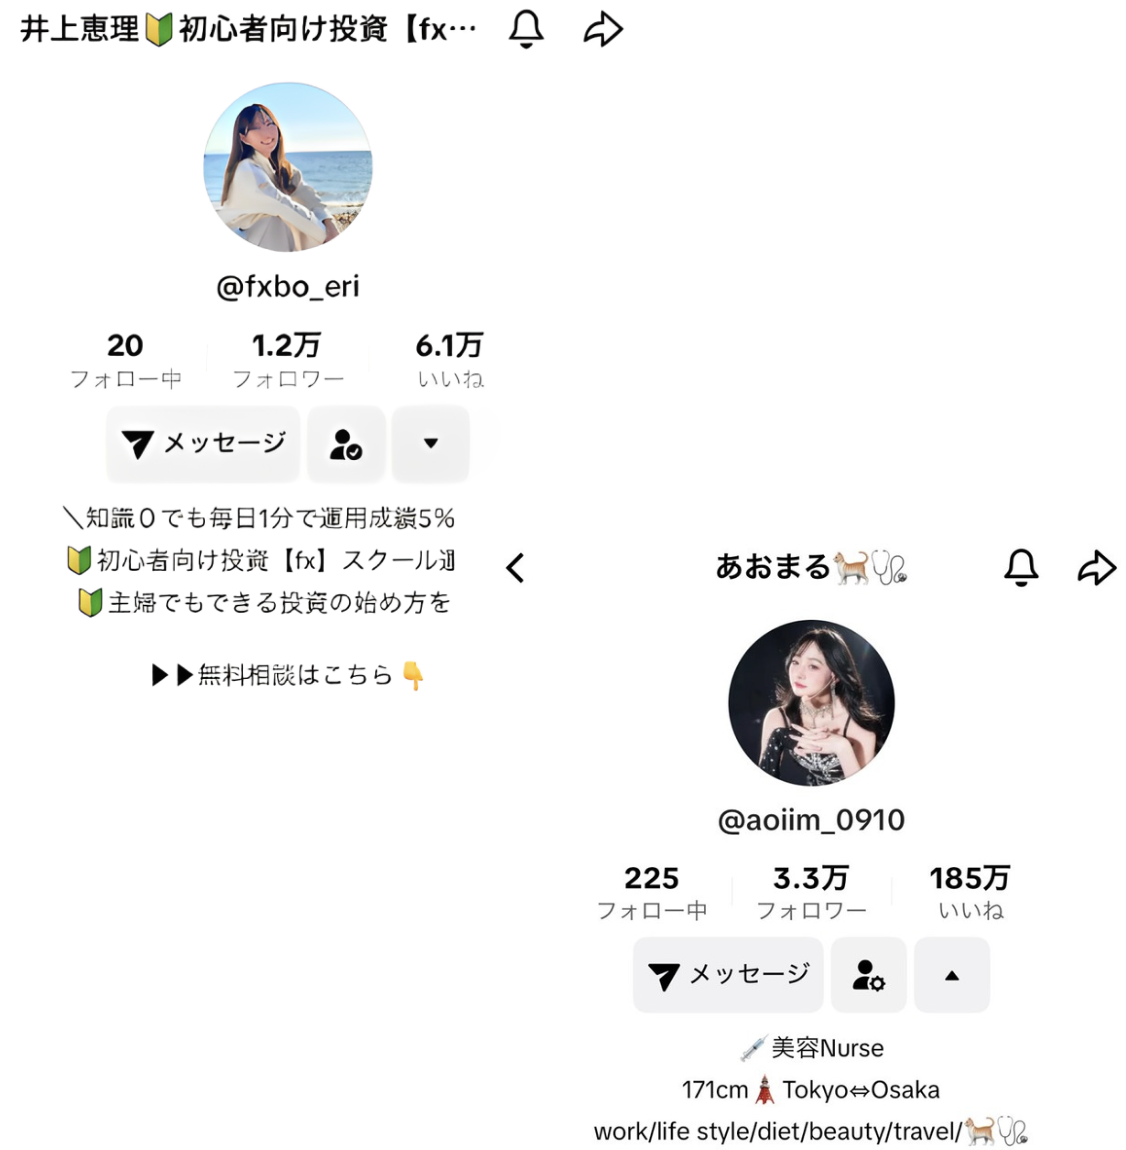 井上恵理🔰初心者向け投資【fx…
@fxbo_eri
20 1.2万 6.1万
フォロー中 フォロワー いいね
メッセージ
＼知識０でも毎日1分で運用成績5%
🔰初心者向け投資【fx】スクール運
🔰主婦でもできる投資の始め方を
▶▶無料相談はこちら👇
あおまる🐈🩺
@aoiim_0910
225 3.3万 185万
フォロー中 フォロワー いいね
メッセージ
💉美容Nurse
171cm🗼Tokyo⇔Osaka
work/life style/diet/beauty/travel/🐈🩺